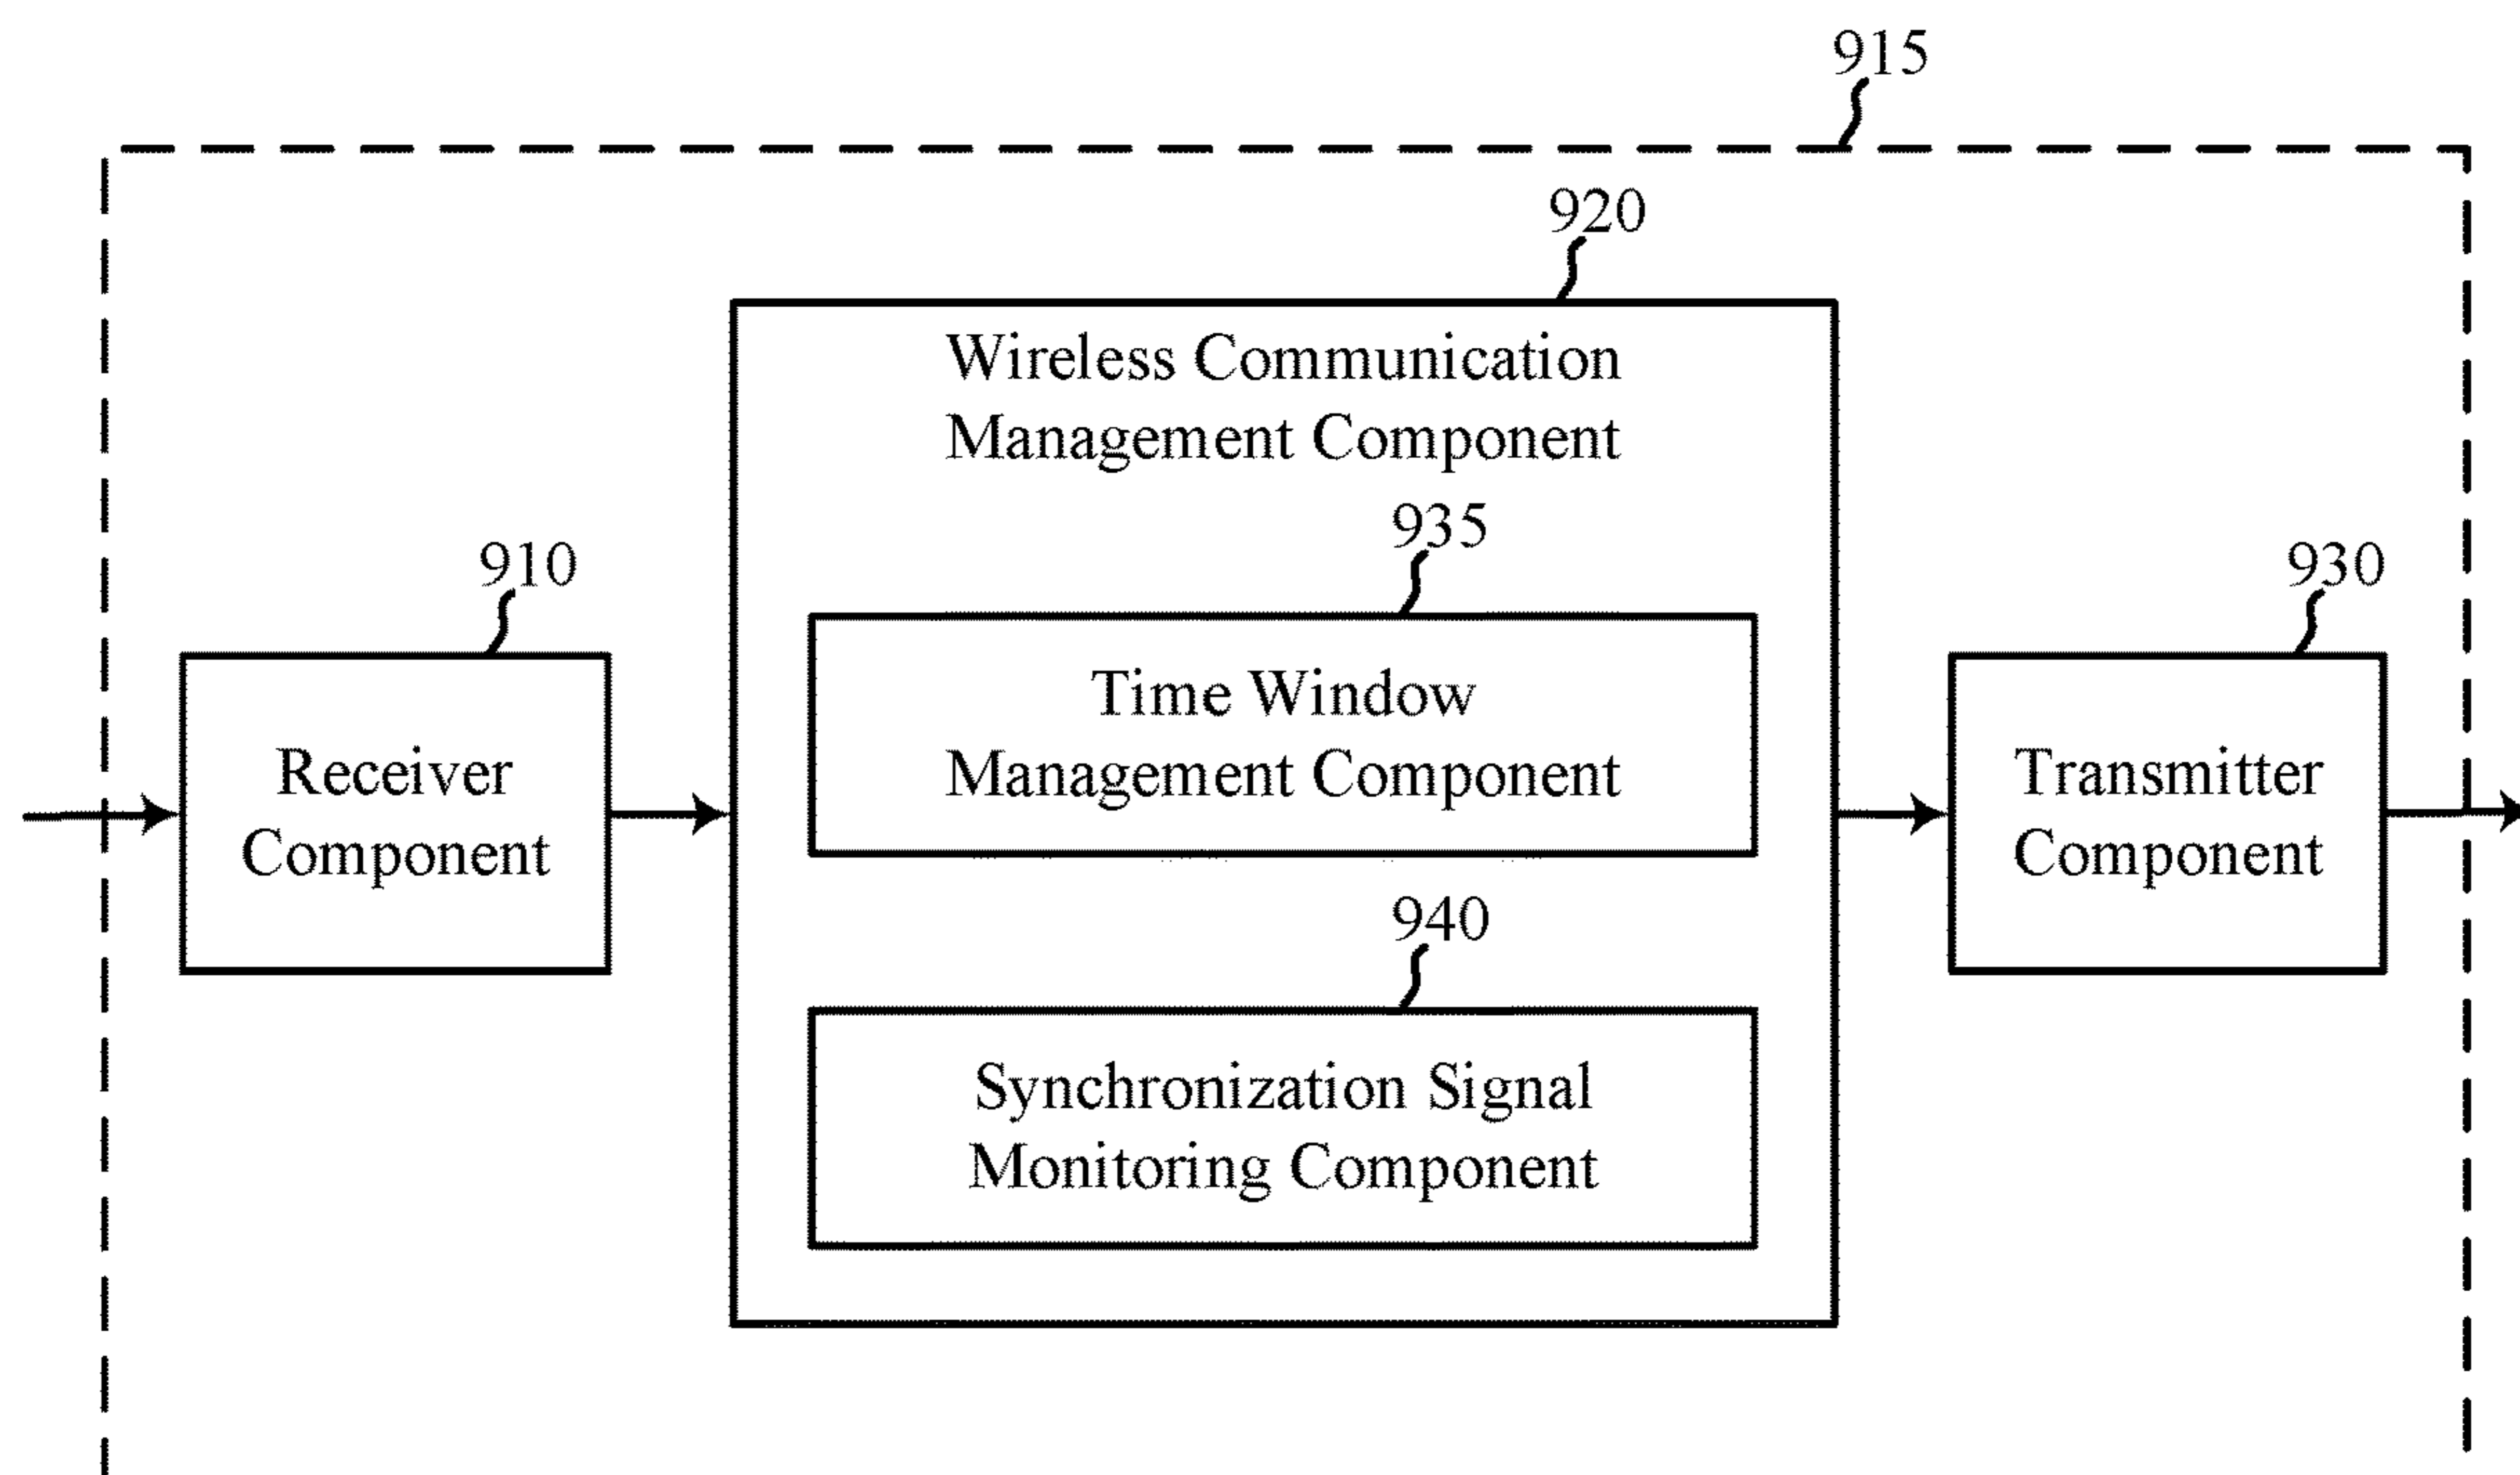 915
920
Wireless Communication
Management Component
935
910
930
Time Window
Management Component
Receiver
Component
Transmitter
Component
940
Synchronization Signal
Monitoring Component